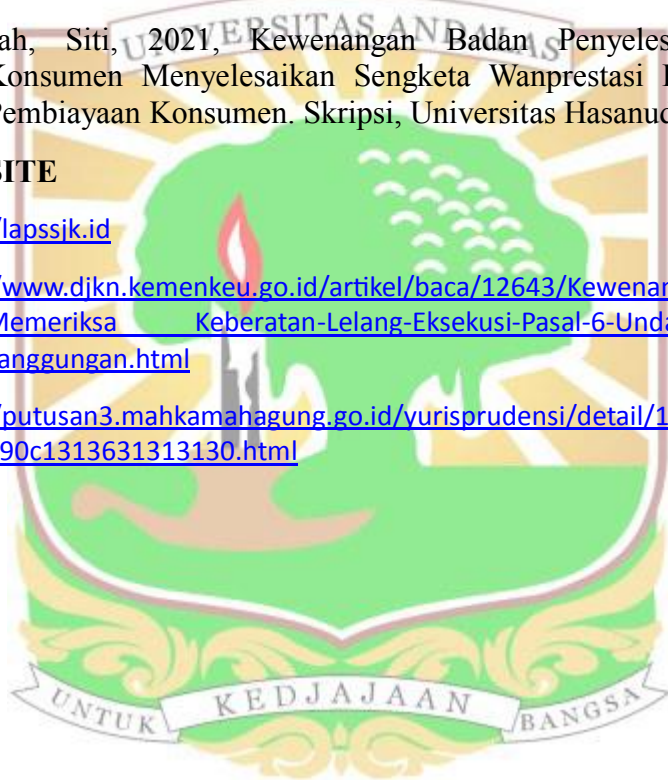 UNIVERSITAS ANDALAS
ah, Siti, 2021, Kewenangan Badan Penyeles
Konsumen Menyelesaikan Sengketa Wanprestasi
Pembiayaan Konsumen. Skripsi, Universitas Hasanud
SITE
/lapssjk.id
/www.djkn.kemenkeu.go.id/artikel/baca/12643/Kewenan
Memeriksa Keberatan-Lelang-Eksekusi-Pasal-6-Unda
anggungan.html
/putusan3.mahkamahagung.go.id/yurisprudensi/detail/1
90c1313631313130.html
UNTUK KEDJAJAAN BANGSA